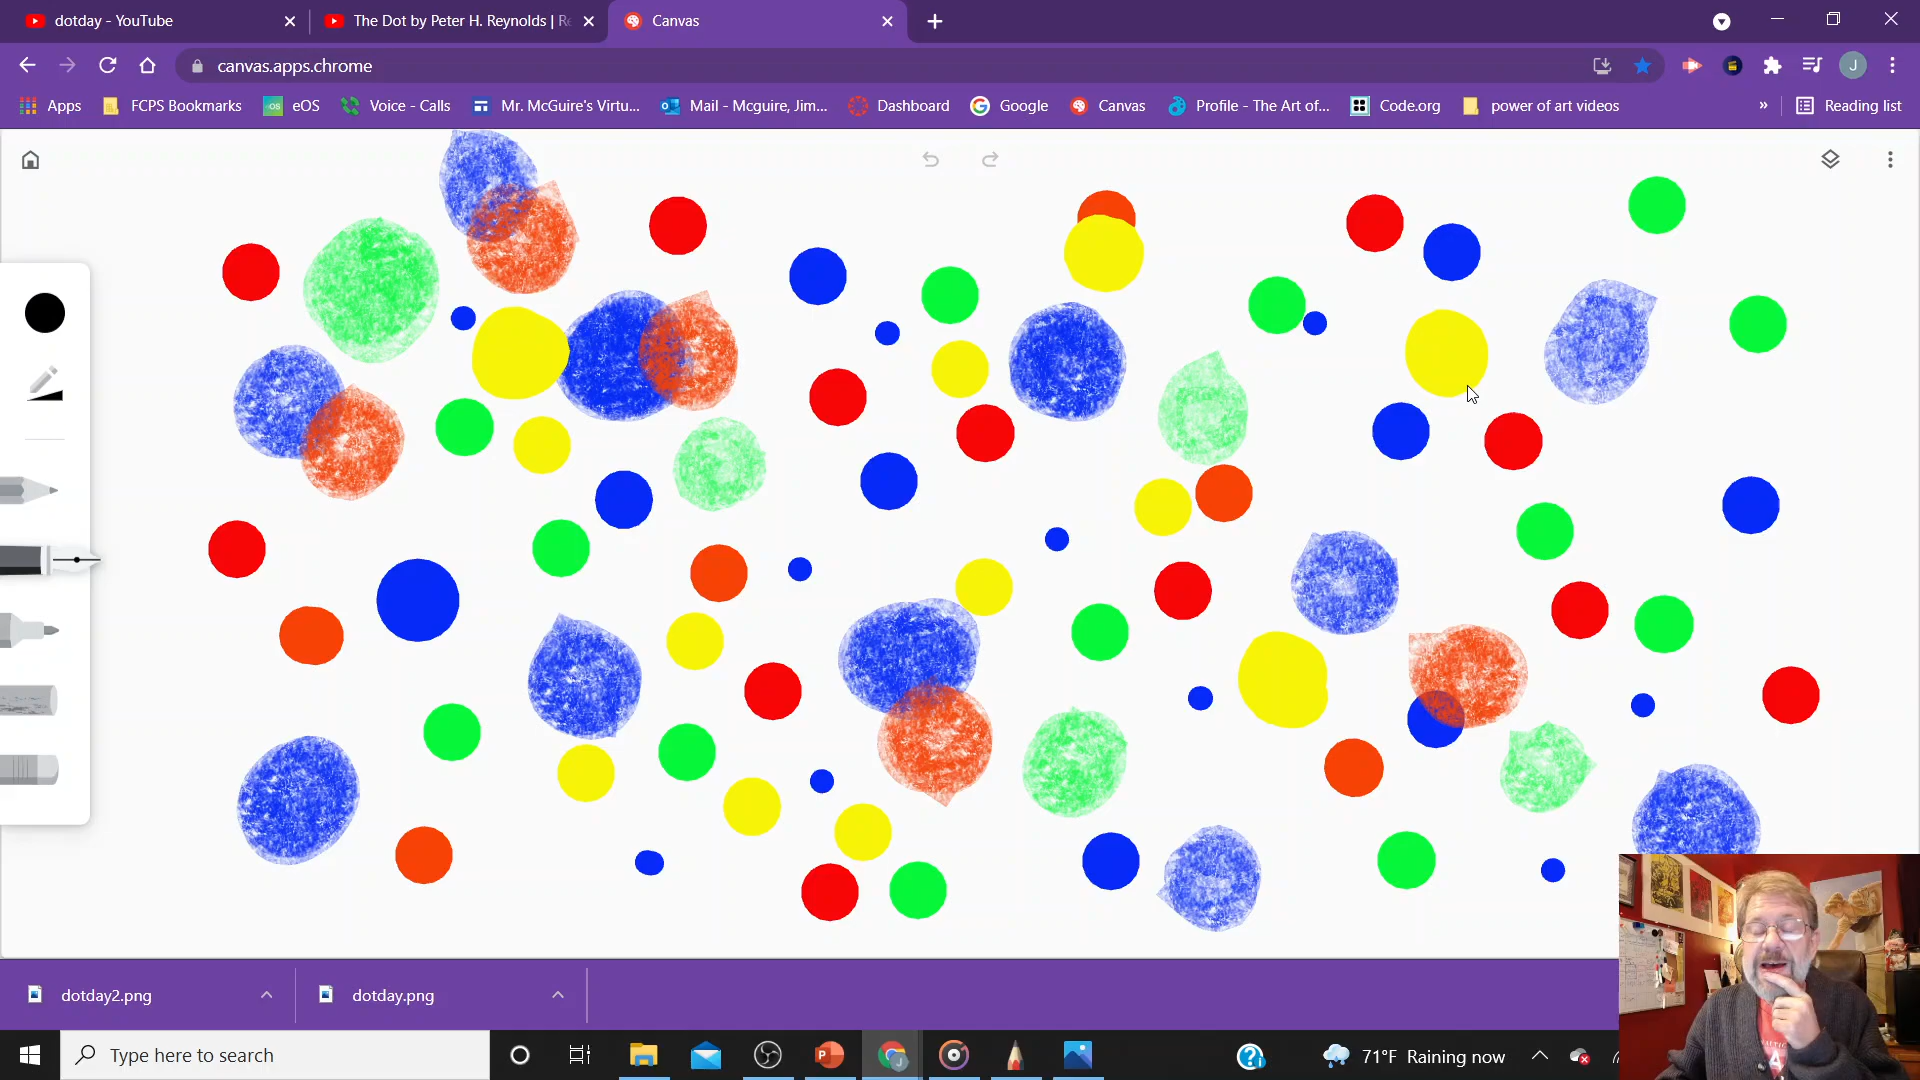 dotday - YouTube
The Dot by Peter H. Reynolds | Re
Canvas
canvas.apps.chrome
J
Apps
FCPS Bookmarks
eOS
Voice - Calls
Mr. McGuire's Virtu...
Mail - Mcguire, Jim...
Dashboard
Google
Canvas
Profile - The Art of...
Code.org
power of art videos
»
Reading list
dotday2.png
dotday.png
Type here to search
71°F Raining now